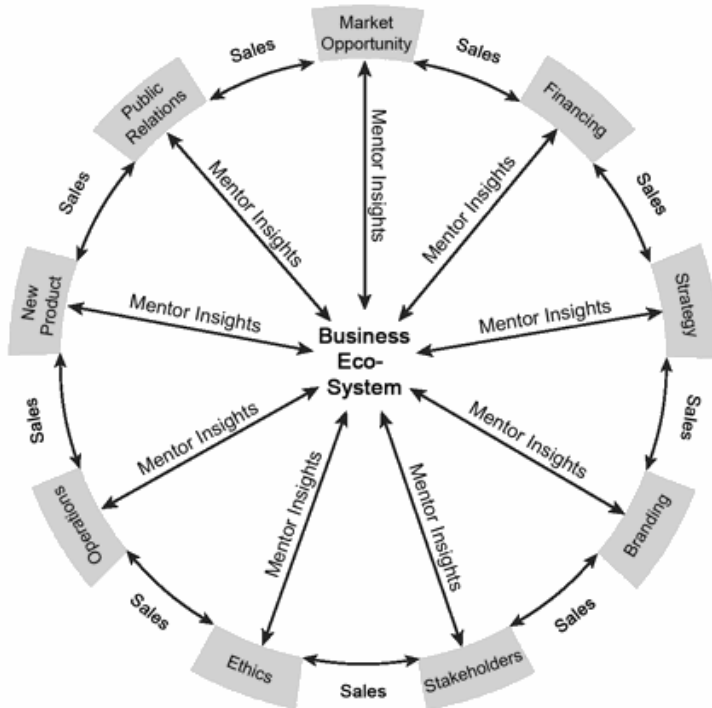 Market
Opportunity
Sales
Financing
Sales
Strategy
Sales
Branding
Sales
Stakeholders
Sales
Ethics
Sales
Operations
Sales
New
Product
Sales
Public
Relations
Sales
Mentor Insights
Mentor Insights
Mentor Insights
Mentor Insights
Mentor Insights
Mentor Insights
Mentor Insights
Mentor Insights
Mentor Insights
Business
Eco-
System